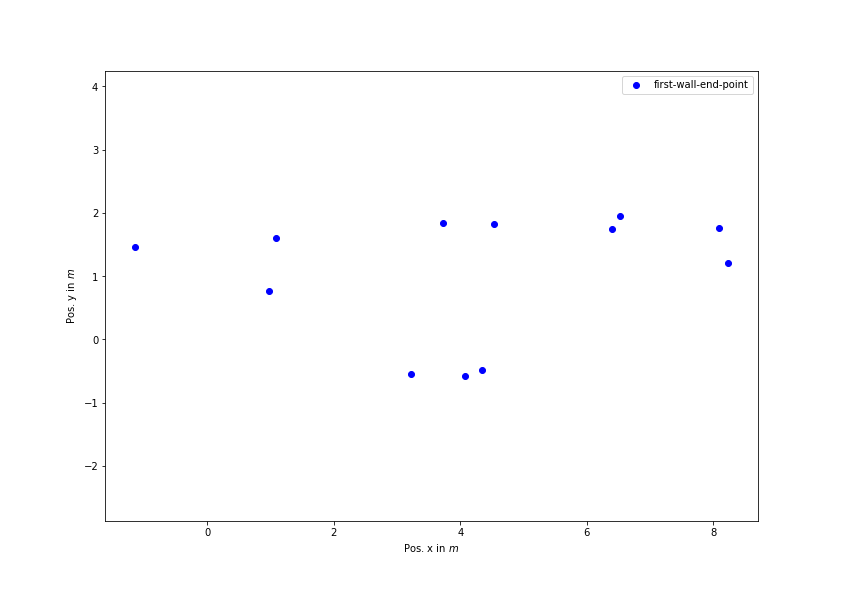 first-wall-end-point
4
3
2
1
0
−1
−2
Pos. y in m
0 2 4 6 8
Pos. x in m